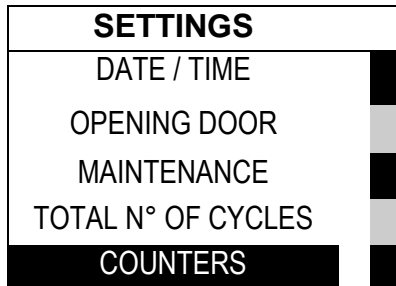 SETTINGS
DATE / TIME
OPENING DOOR
MAINTENANCE
TOTAL N° OF CYCLES
COUNTERS